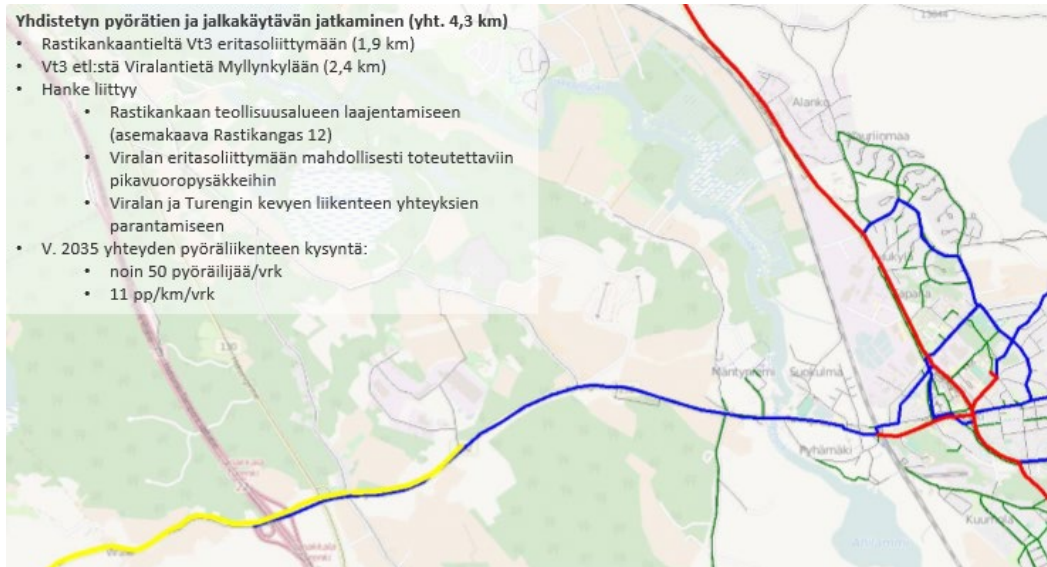 Yhdistetyn pyörätien ja jalkakäytävän jatkaminen (yht. 4,3 km)
• Rastikankaantieltä Vt3 eritasoliittymään (1,9 km)
• Vt3 etl:stä Viralantietä Myllynkylään (2,4 km)
• Hanke liittyy
• Rastikankaan teollisuusalueen laajentamiseen
(asemakaava Rastikangas 12)
• Viralan eritasoliittymään mahdollisesti toteutettaviin
pikavuoropysäkkeihin
• Viralan ja Turengin kevyen liikenteen yhteyksien
parantamiseen
• V. 2035 yhteyden pyöräliikenteen kysyntä:
• noin 50 pyöräilijää/vrk
• 11 pp/km/vrk
13044
Alanko
130
Mäntyniemi
Suokulma
Pyhämäki
Kuumola